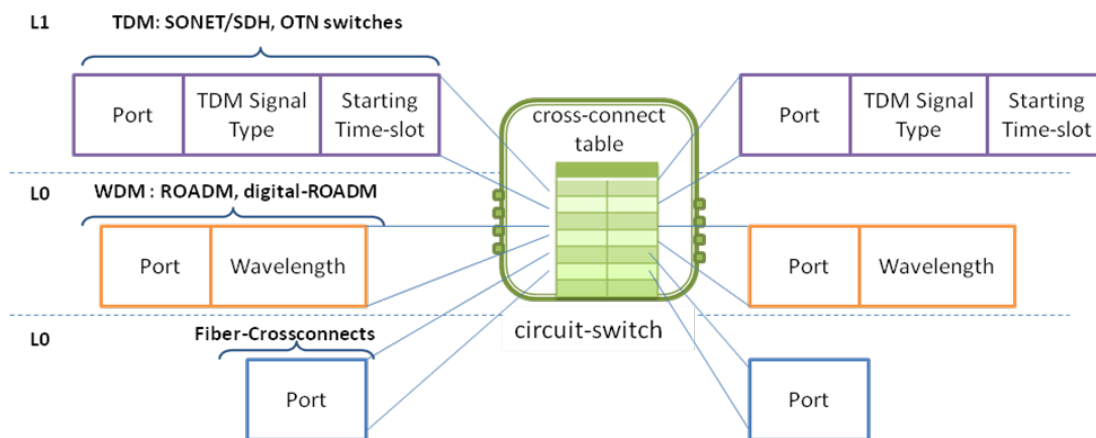 L1 TDM: SONET/SDH, OTN switches
Port
TDM Signal
Type
Starting
Time-slot
cross-connect
table
Port
TDM Signal
Type
Starting
Time-slot
L0 WDM : ROADM, digital-ROADM
Port
Wavelength
Port
Wavelength
circuit-switch
L0 Fiber-Crossconnects
Port
Port